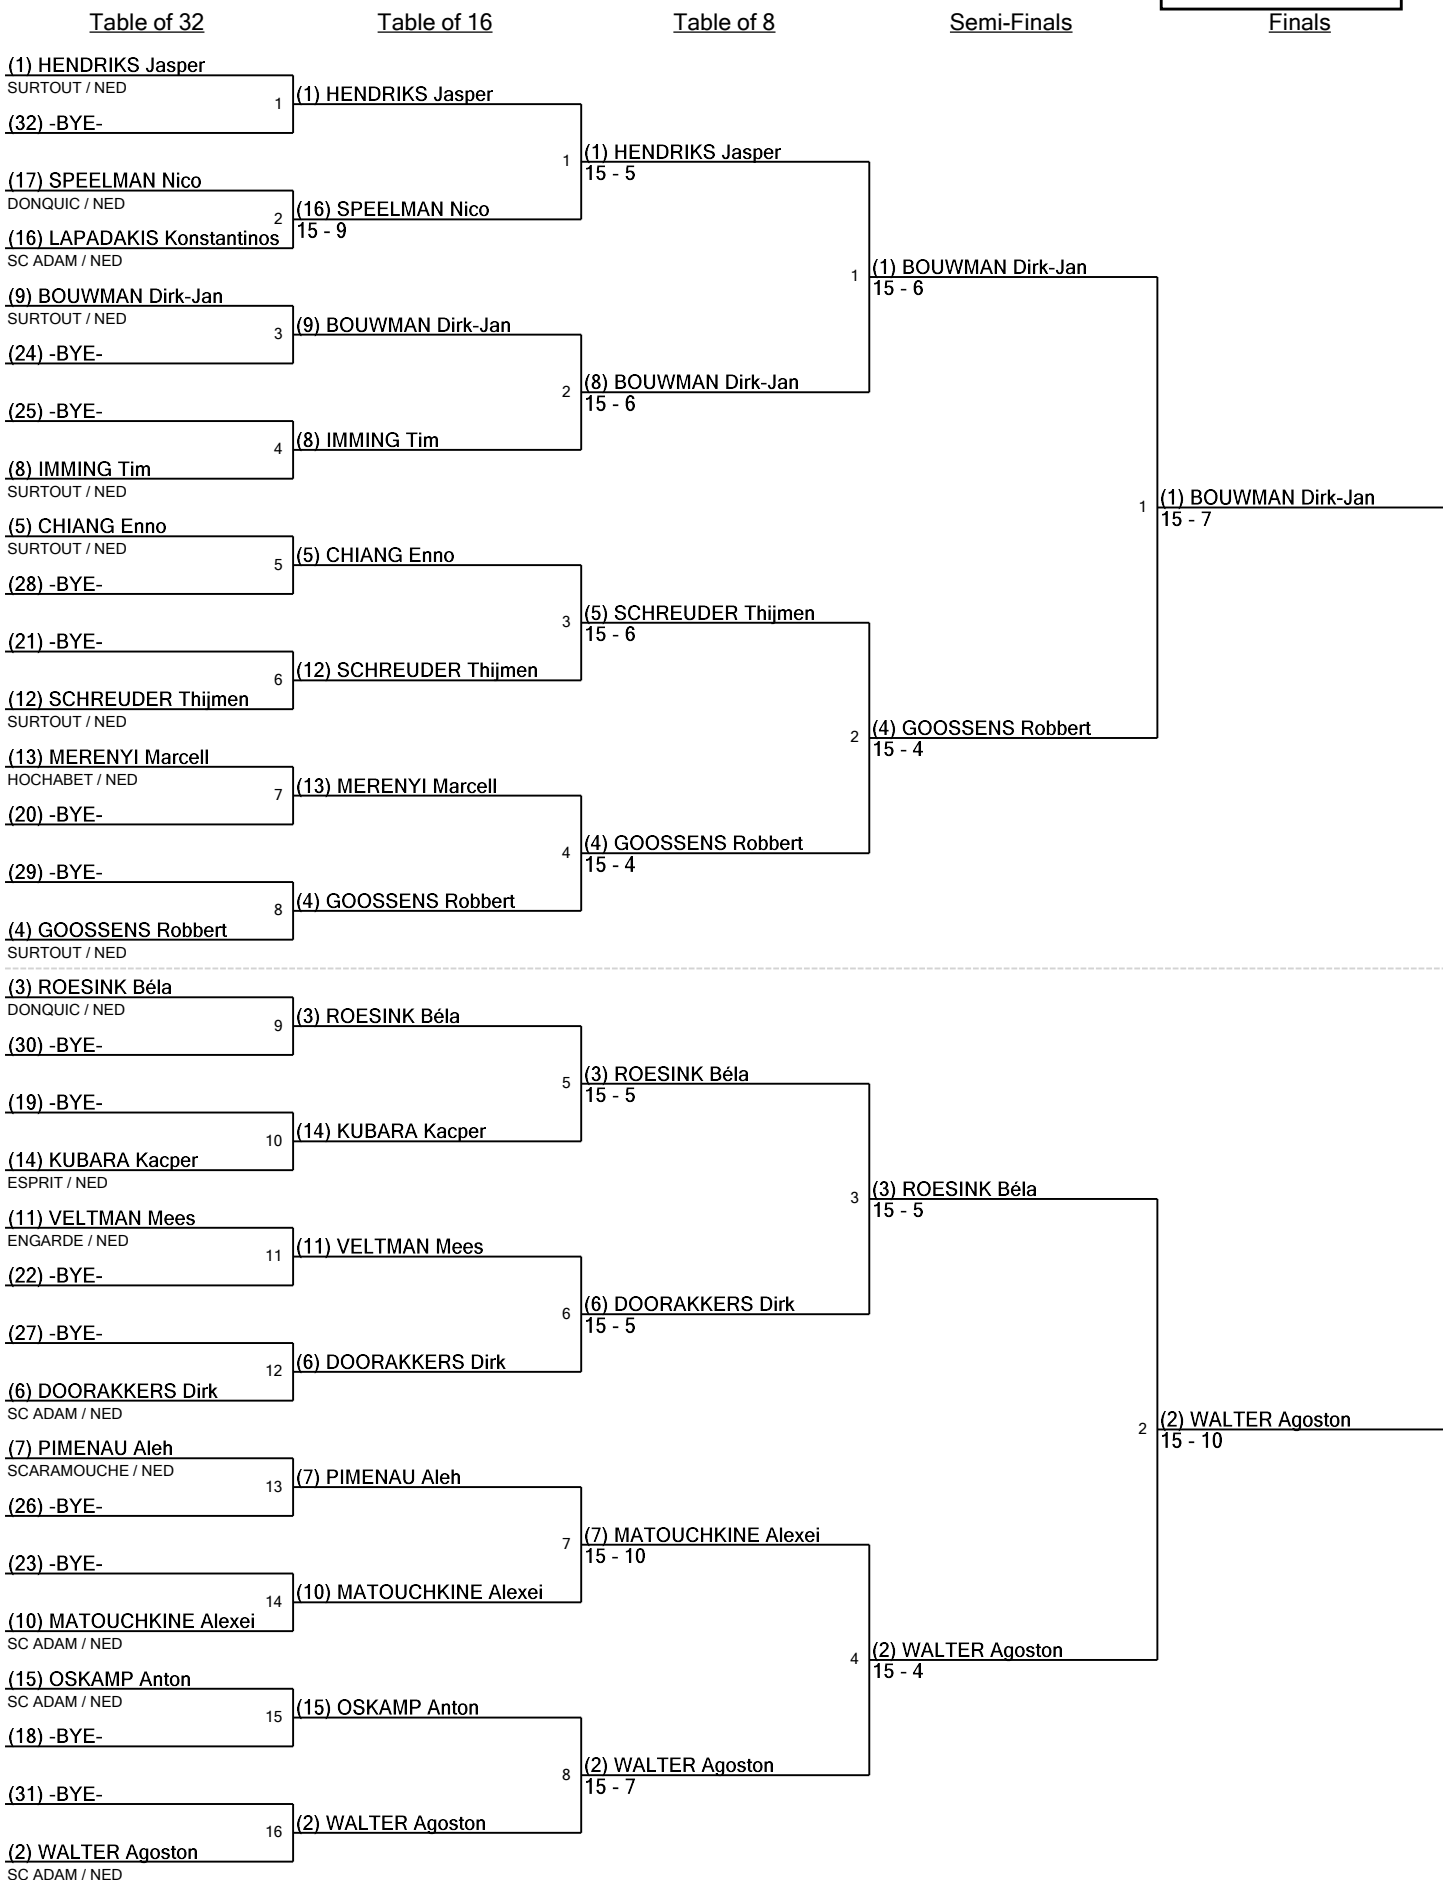 Table of 32
Table of 16
Table of 8
Semi-Finals
Finals
(1) HENDRIKS Jasper
SURTOUT / NED
1
(32) -BYE-
(17) SPEELMAN Nico
DONQUIC / NED
2
(16) LAPADAKIS Konstantinos
SC ADAM / NED
(9) BOUWMAN Dirk-Jan
SURTOUT / NED
3
(24) -BYE-
(25) -BYE-
4
(8) IMMING Tim
SURTOUT / NED
(5) CHIANG Enno
SURTOUT / NED
5
(28) -BYE-
(21) -BYE-
6
(12) SCHREUDER Thijmen
SURTOUT / NED
(13) MERENYI Marcell
HOCHABET / NED
7
(20) -BYE-
(29) -BYE-
8
(4) GOOSSENS Robbert
SURTOUT / NED
(3) ROESINK Béla
DONQUIC / NED
9
(30) -BYE-
(19) -BYE-
10
(14) KUBARA Kacper
ESPRIT / NED
(11) VELTMAN Mees
ENGARDE / NED
11
(22) -BYE-
(27) -BYE-
12
(6) DOORAKKERS Dirk
SC ADAM / NED
(7) PIMENAU Aleh
SCARAMOUCHE / NED
13
(26) -BYE-
(23) -BYE-
14
(10) MATOUCHKINE Alexei
SC ADAM / NED
(15) OSKAMP Anton
SC ADAM / NED
15
(18) -BYE-
(31) -BYE-
16
(2) WALTER Agoston
SC ADAM / NED
(1) HENDRIKS Jasper
1
(16) SPEELMAN Nico
15 - 9
(9) BOUWMAN Dirk-Jan
2
(8) IMMING Tim
(5) CHIANG Enno
3
(12) SCHREUDER Thijmen
(13) MERENYI Marcell
4
(4) GOOSSENS Robbert
(3) ROESINK Béla
5
(14) KUBARA Kacper
(11) VELTMAN Mees
6
(6) DOORAKKERS Dirk
(7) PIMENAU Aleh
7
(10) MATOUCHKINE Alexei
(15) OSKAMP Anton
8
(2) WALTER Agoston
(1) HENDRIKS Jasper
15 - 5
1
(8) BOUWMAN Dirk-Jan
15 - 6
(5) SCHREUDER Thijmen
15 - 6
2
(4) GOOSSENS Robbert
15 - 4
(3) ROESINK Béla
15 - 5
3
(6) DOORAKKERS Dirk
15 - 5
(7) MATOUCHKINE Alexei
15 - 10
4
(2) WALTER Agoston
15 - 7
(1) BOUWMAN Dirk-Jan
15 - 6
1
(4) GOOSSENS Robbert
15 - 4
(3) ROESINK Béla
15 - 5
2
(2) WALTER Agoston
15 - 4
(1) BOUWMAN Dirk-Jan
15 - 7
(2) WALTER Agoston
15 - 10